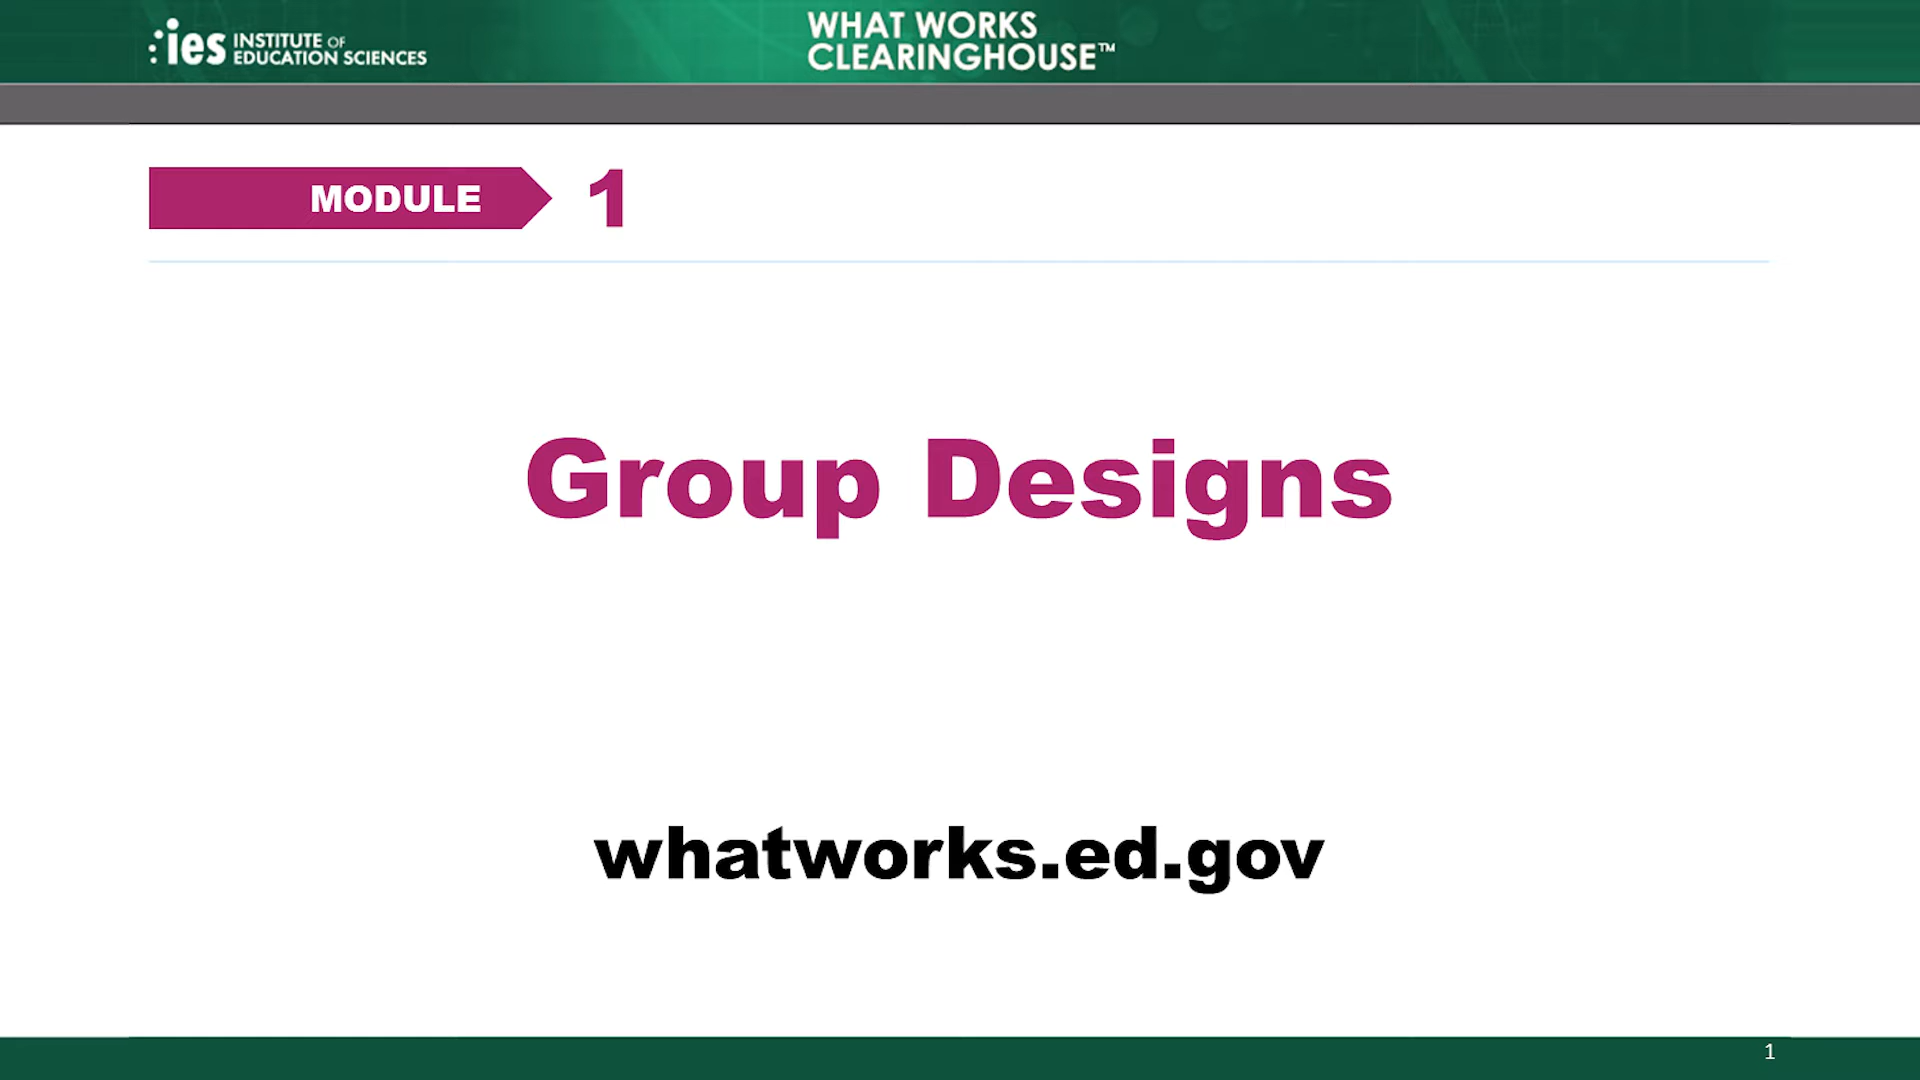 ies INSTITUTE OF
EDUCATION SCIENCES
WHAT WORKS
CLEARINGHOUSE™
MODULE 1
Group Designs
whatworks.ed.gov
1